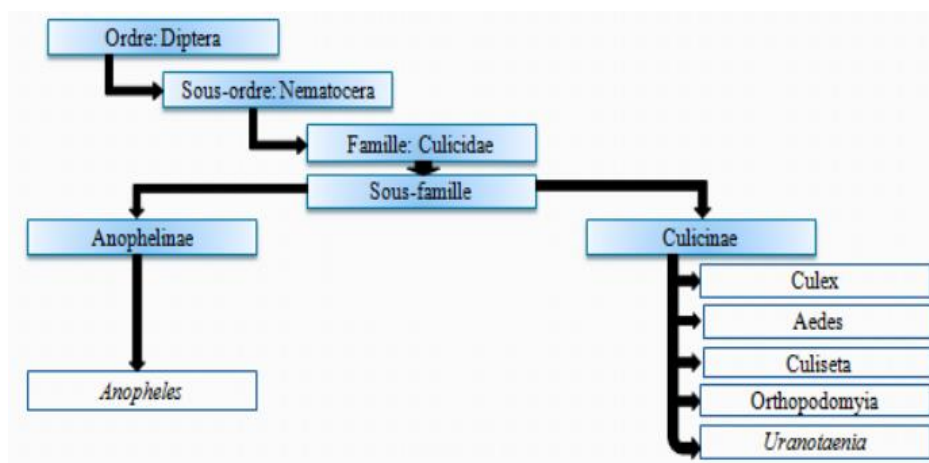 Ordre: Diptera
Sous-ordre: Nematocera
Famille: Culicidae
Sous-famille
Anophelinae
Culicinae
Culex
Aedes
Culiseta
Anopheles
Orthopodomyia
Uranotaenia